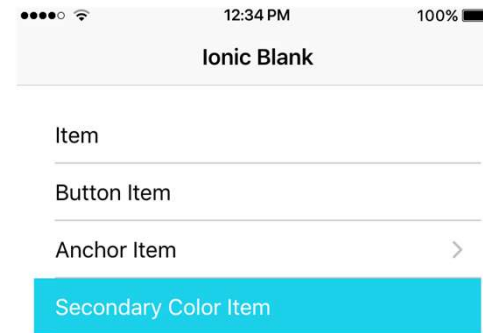 12:34 PM 100%
Ionic Blank
Item
Button Item
Anchor Item
Secondary Color Item